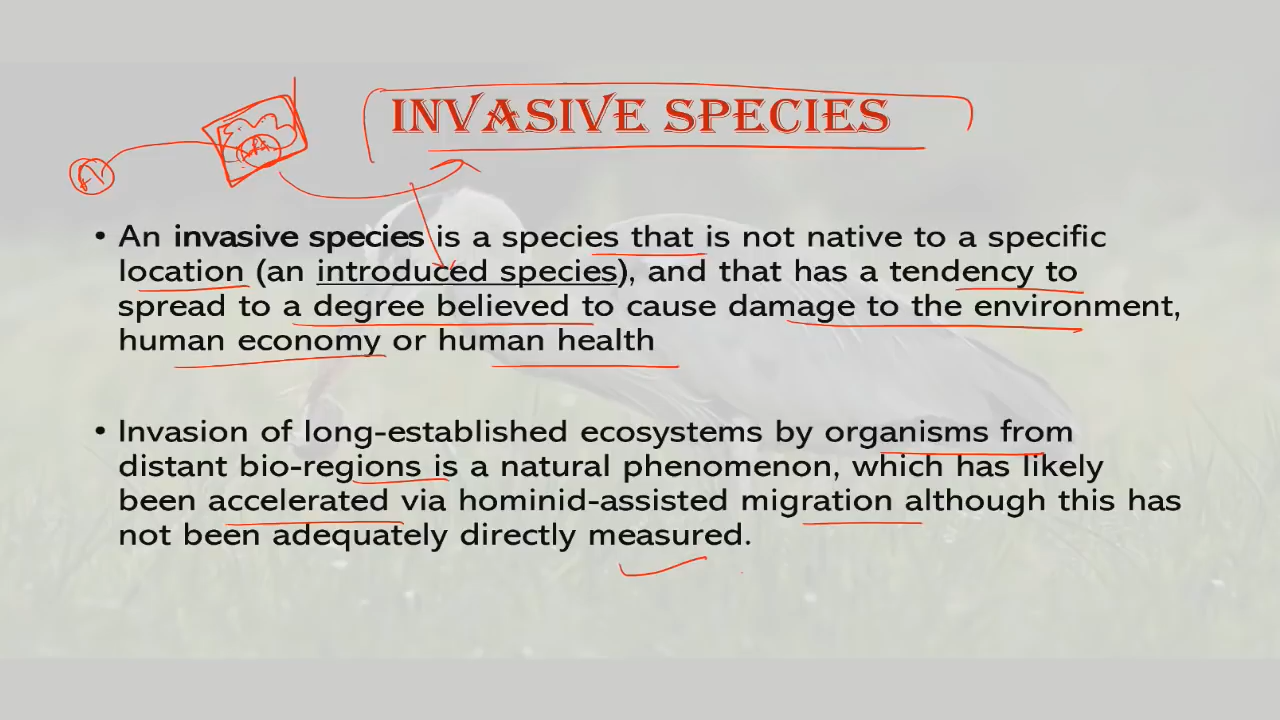 INVASIVE SPECIES
• An invasive species is a species that is not native to a specific
location (an introduced species), and that has a tendency to
spread to a degree believed to cause damage to the environment,
human economy or human health
• Invasion of long-established ecosystems by organisms from
distant bio-regions is a natural phenomenon, which has likely
been accelerated via hominid-assisted migration although this has
not been adequately directly measured.